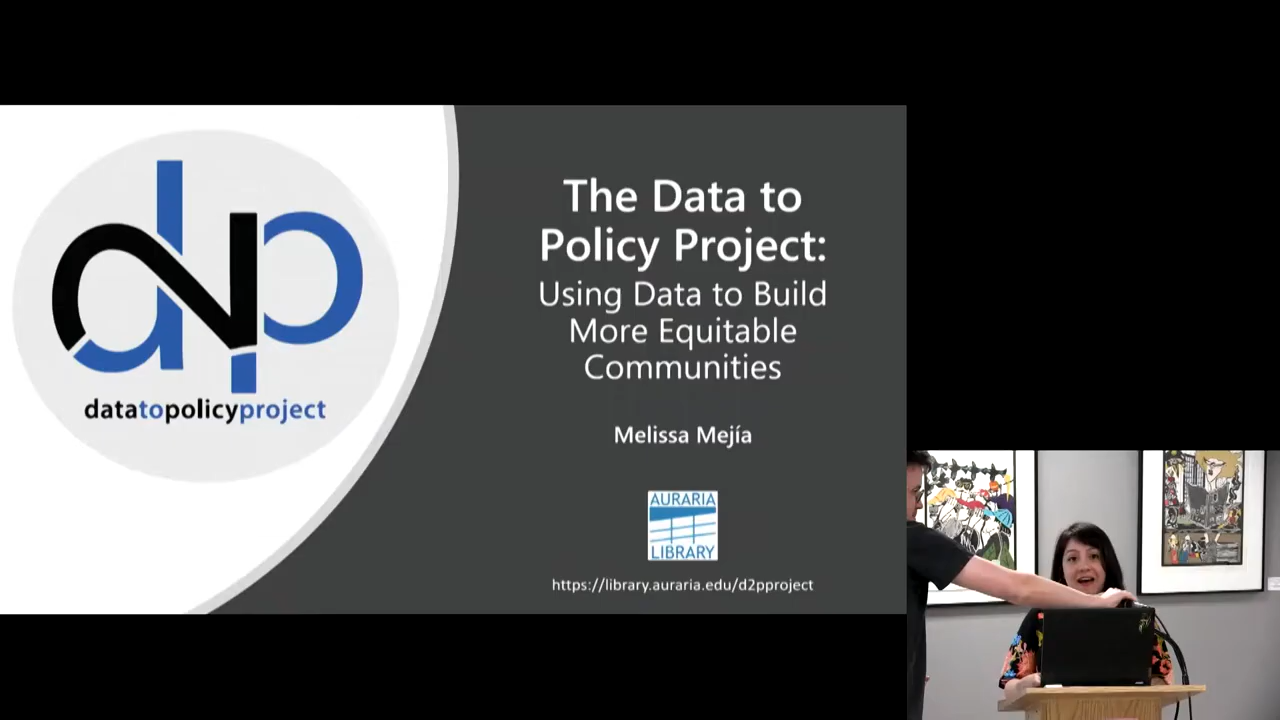 datatopolicyproject
The Data to
Policy Project:
Using Data to Build
More Equitable
Communities
Melissa Mejía
AURARIA
LIBRARY
https://library.auraria.edu/d2pproject